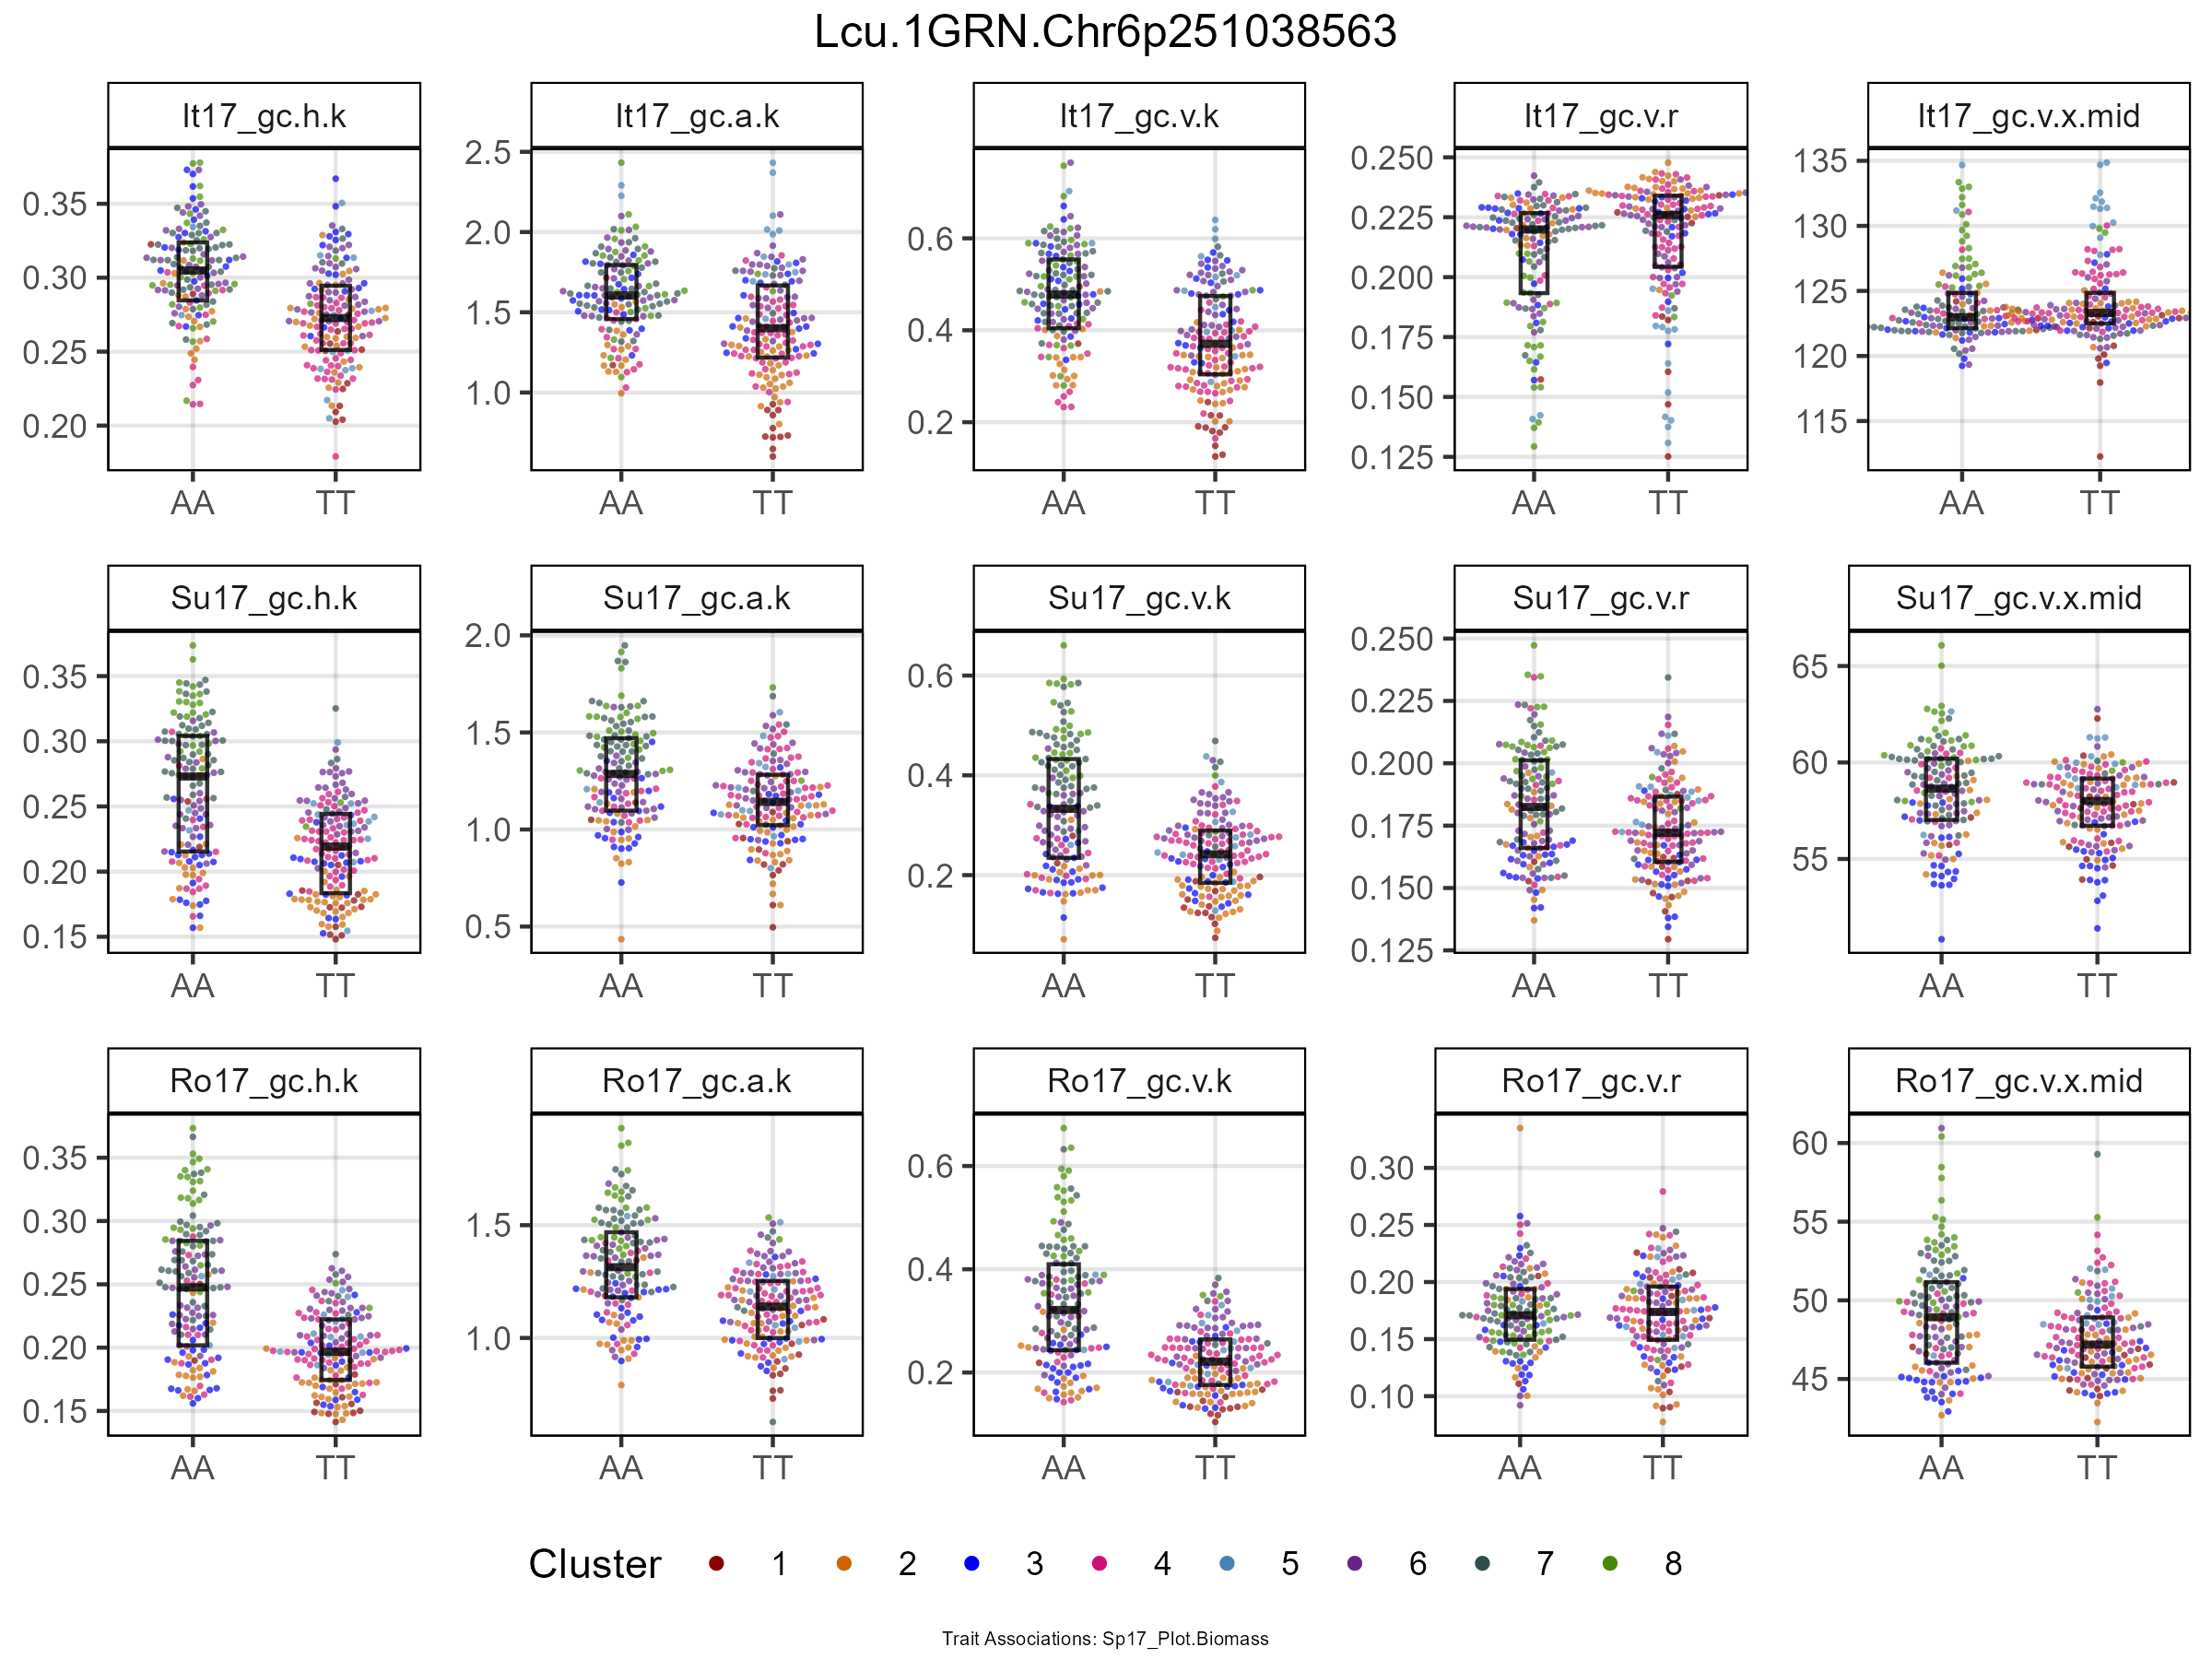 Lcu.1GRN.Chr6p251038563
It17_gc.h.k It17_gc.a.k It17_gc.v.k It17_gc.v.r It17_gc.v.x.mid
0.35 0.30 0.25 0.20
2.5 2.0 1.5 1.0
0.6 0.4 0.2
0.250 0.225 0.200 0.175 0.150 0.125
135 130 125 120 115
AA TT AA TT AA TT AA TT AA TT
Su17_gc.h.k Su17_gc.a.k Su17_gc.v.k Su17_gc.v.r Su17_gc.v.x.mid
0.35 0.30 0.25 0.20 0.15
2.0 1.5 1.0 0.5
0.6 0.4 0.2
0.250 0.225 0.200 0.175 0.150 0.125
65 60 55
AA TT AA TT AA TT AA TT AA TT
Ro17_gc.h.k Ro17_gc.a.k Ro17_gc.v.k Ro17_gc.v.r Ro17_gc.v.x.mid
0.35 0.30 0.25 0.20 0.15
1.5 1.0
0.6 0.4 0.2
0.30 0.25 0.20 0.15 0.10
60 55 50 45
AA TT AA TT AA TT AA TT AA TT
Cluster 1 2 3 4 5 6 7 8
Trait Associations: Sp17_Plot.Biomass